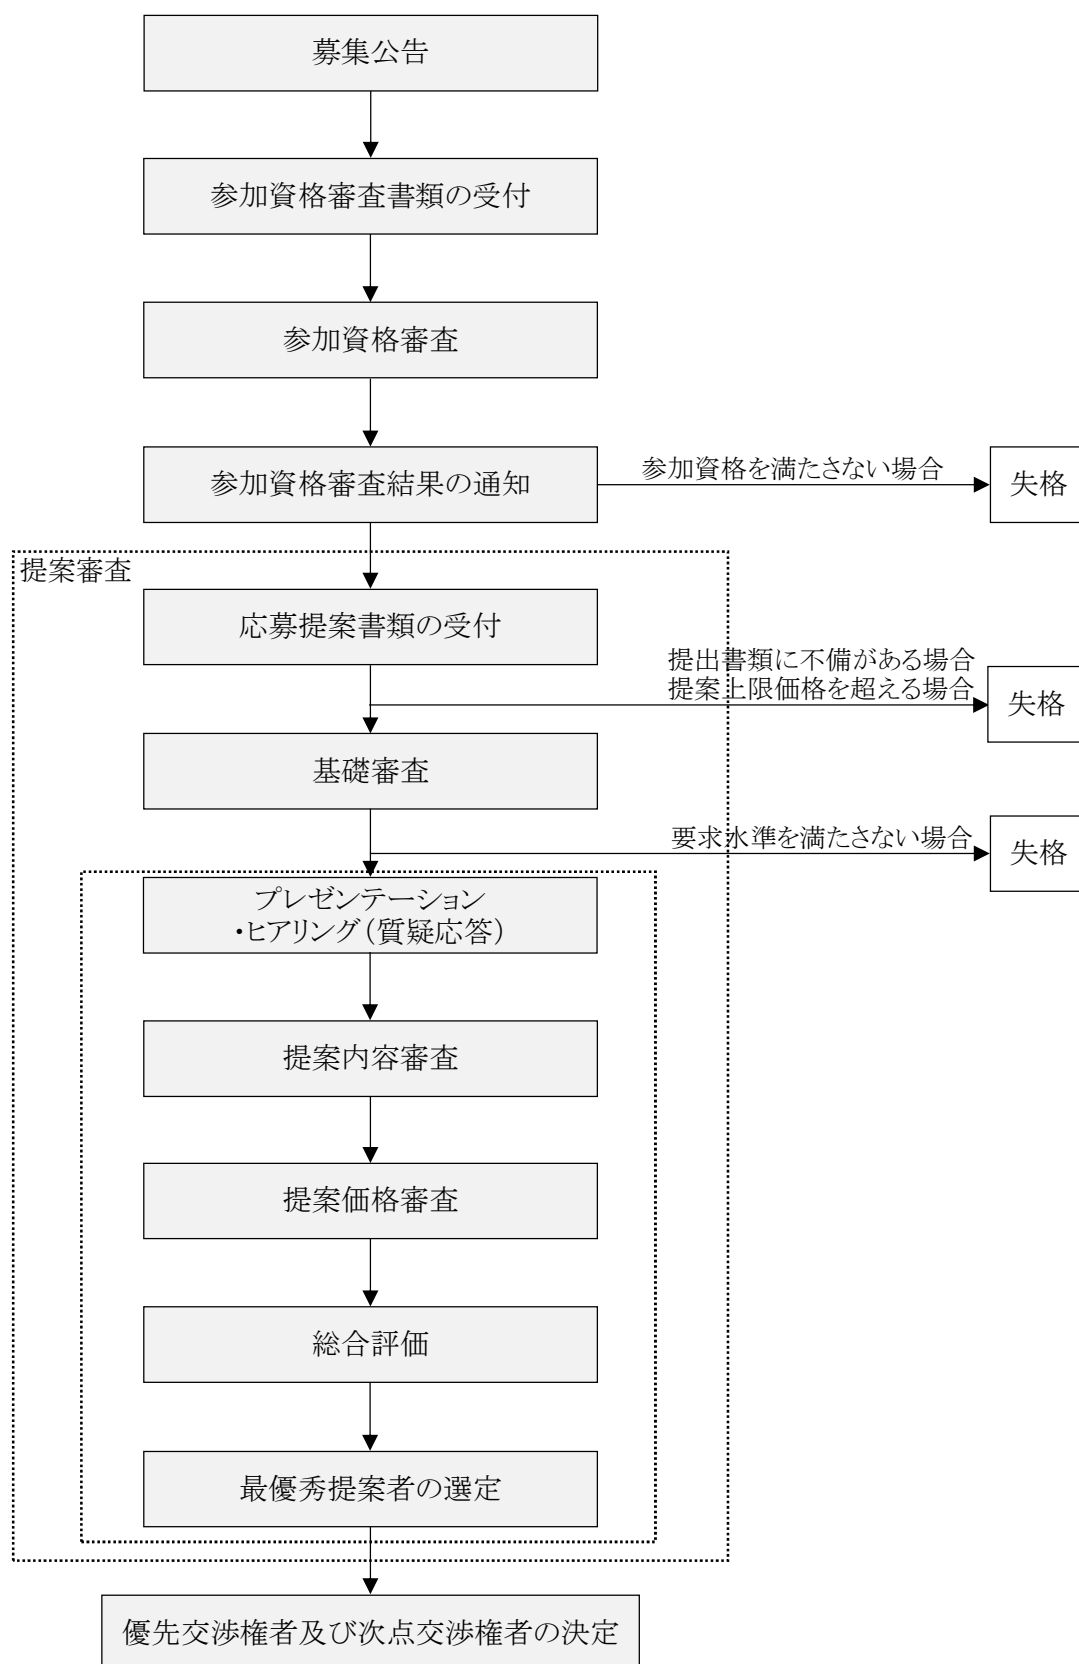 募集公告
参加資格審査書類の受付
参加資格審査
参加資格審査結果の通知
参加資格を満たさない場合
失格
提案審査
応募提案書類の受付
提出書類に不備がある場合
提案上限価格を超える場合
失格
基礎審査
要求水準を満たさない場合
失格
プレゼンテーション
・ヒアリング（質疑応答）
提案内容審査
提案価格審査
総合評価
最優秀提案者の選定
優先交渉権者及び次点交渉権者の決定